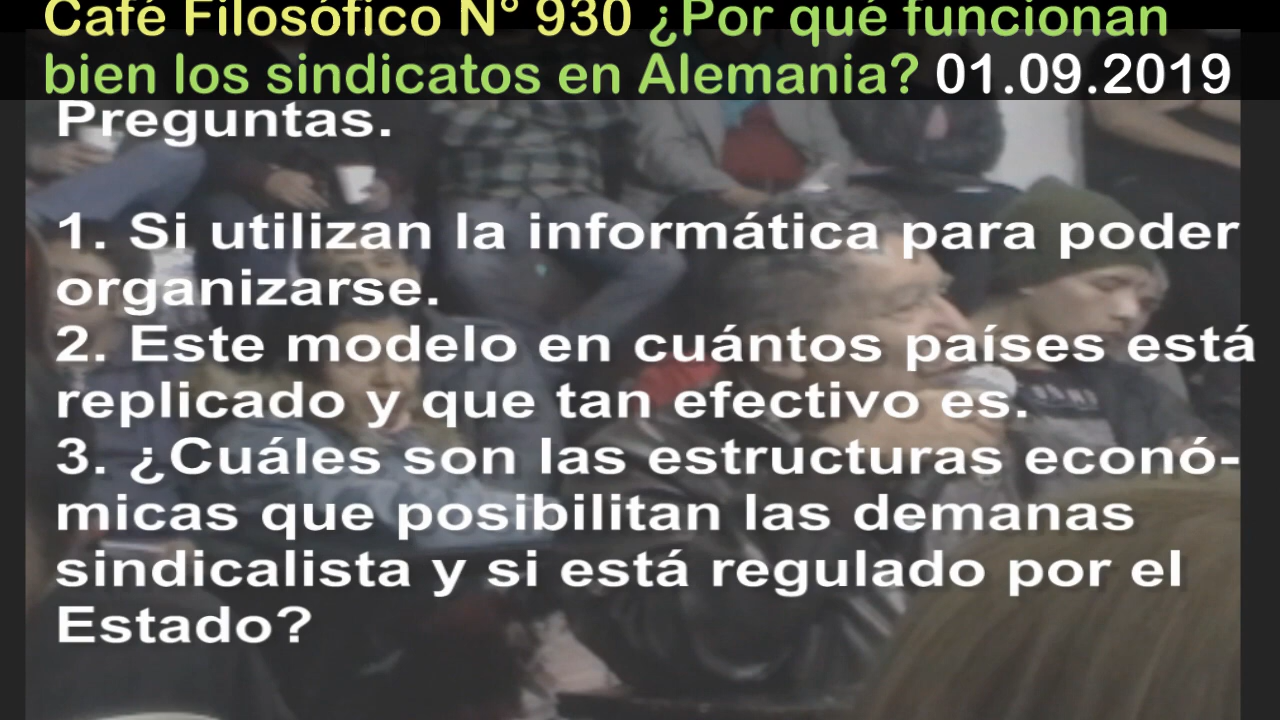 Café Filosófico N° 930 ¿Por qué funcionan
bien los sindicatos en Alemania? 01.09.2019
Preguntas.
1. Si utilizan la informática para poder
organizarse.
2. Este modelo en cuántos países está
replicado y que tan efectivo es.
3. ¿Cuáles son las estructuras econó-
micas que posibilitan las demanas
sindicalista y si está regulado por el
Estado?